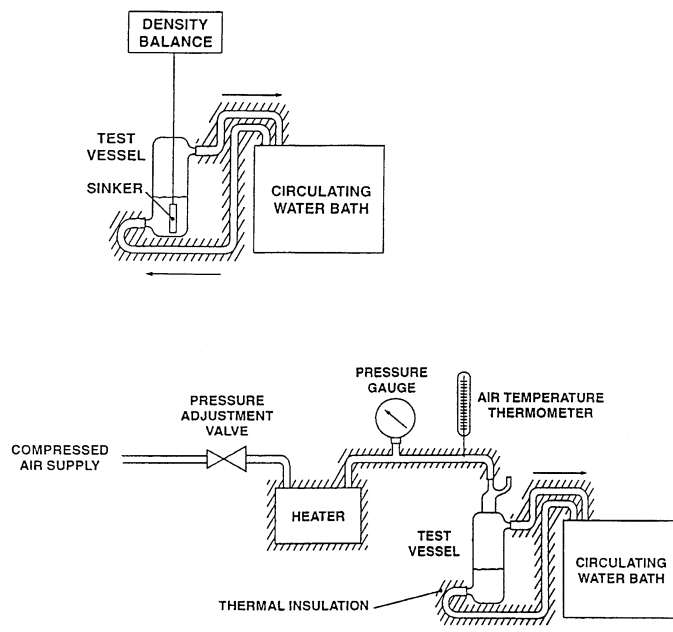 DENSITY
BALANCE
TEST
VESSEL
SINKER
CIRCULATING
WATER BATH
PRESSURE
GAUGE
AIR TEMPERATURE
THERMOMETER
PRESSURE
ADJUSTMENT
VALVE
COMPRESSED
AIR SUPPLY
HEATER
TEST
VESSEL
CIRCULATING
WATER BATH
THERMAL INSULATION